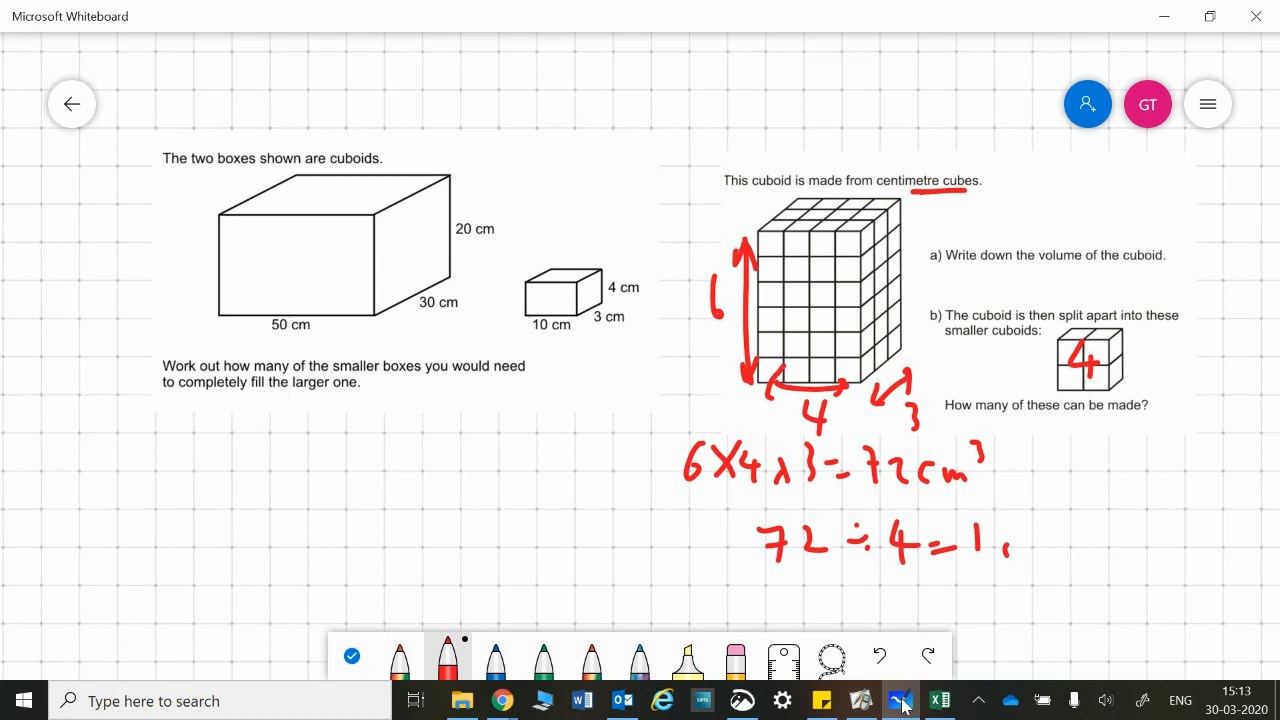 Microsoft Whiteboard
GT
The two boxes shown are cuboids.
20 cm
30 cm
50 cm
4 cm
3 cm
10 cm
Work out how many of the smaller boxes you would need
to completely fill the larger one.
This cuboid is made from centimetre cubes.
a) Write down the volume of the cuboid.
b) The cuboid is then split apart into these
smaller cuboids:
4
How many of these can be made?
6
4
3
6X4x3=72cm³
72÷4=1
Type here to search
SIMS
ENG
15:13
30-03-2020